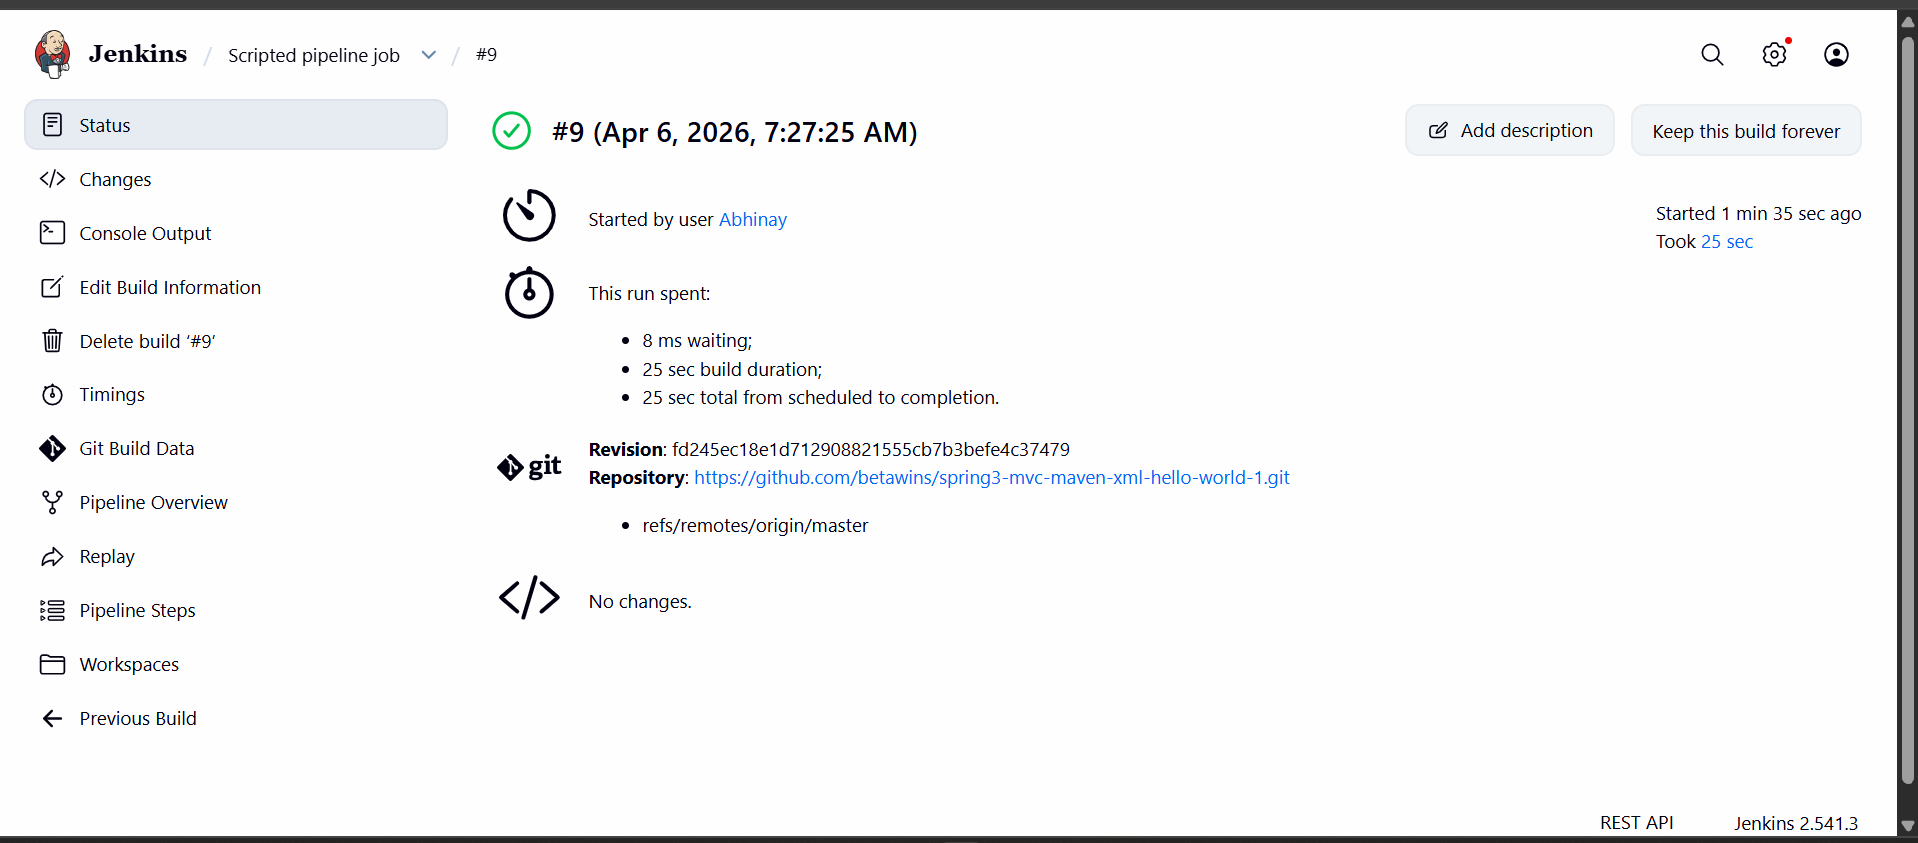 Jenkins / Scripted pipeline job / #9
Status
Changes
Console Output
Edit Build Information
Delete build ‘#9’
Timings
Git Build Data
Pipeline Overview
Replay
Pipeline Steps
Workspaces
Previous Build
#9 (Apr 6, 2026, 7:27:25 AM)
Add description
Keep this build forever
Started by user Abhinay
Started 1 min 35 sec ago
Took 25 sec
This run spent:
• 8 ms waiting;
• 25 sec build duration;
• 25 sec total from scheduled to completion.
git
Revision: fd245ec18e1d712908821555cb7b3befe4c37479
Repository: https://github.com/betawins/spring3-mvc-maven-xml-hello-world-1.git
• refs/remotes/origin/master
</> No changes.
REST API
Jenkins 2.541.3